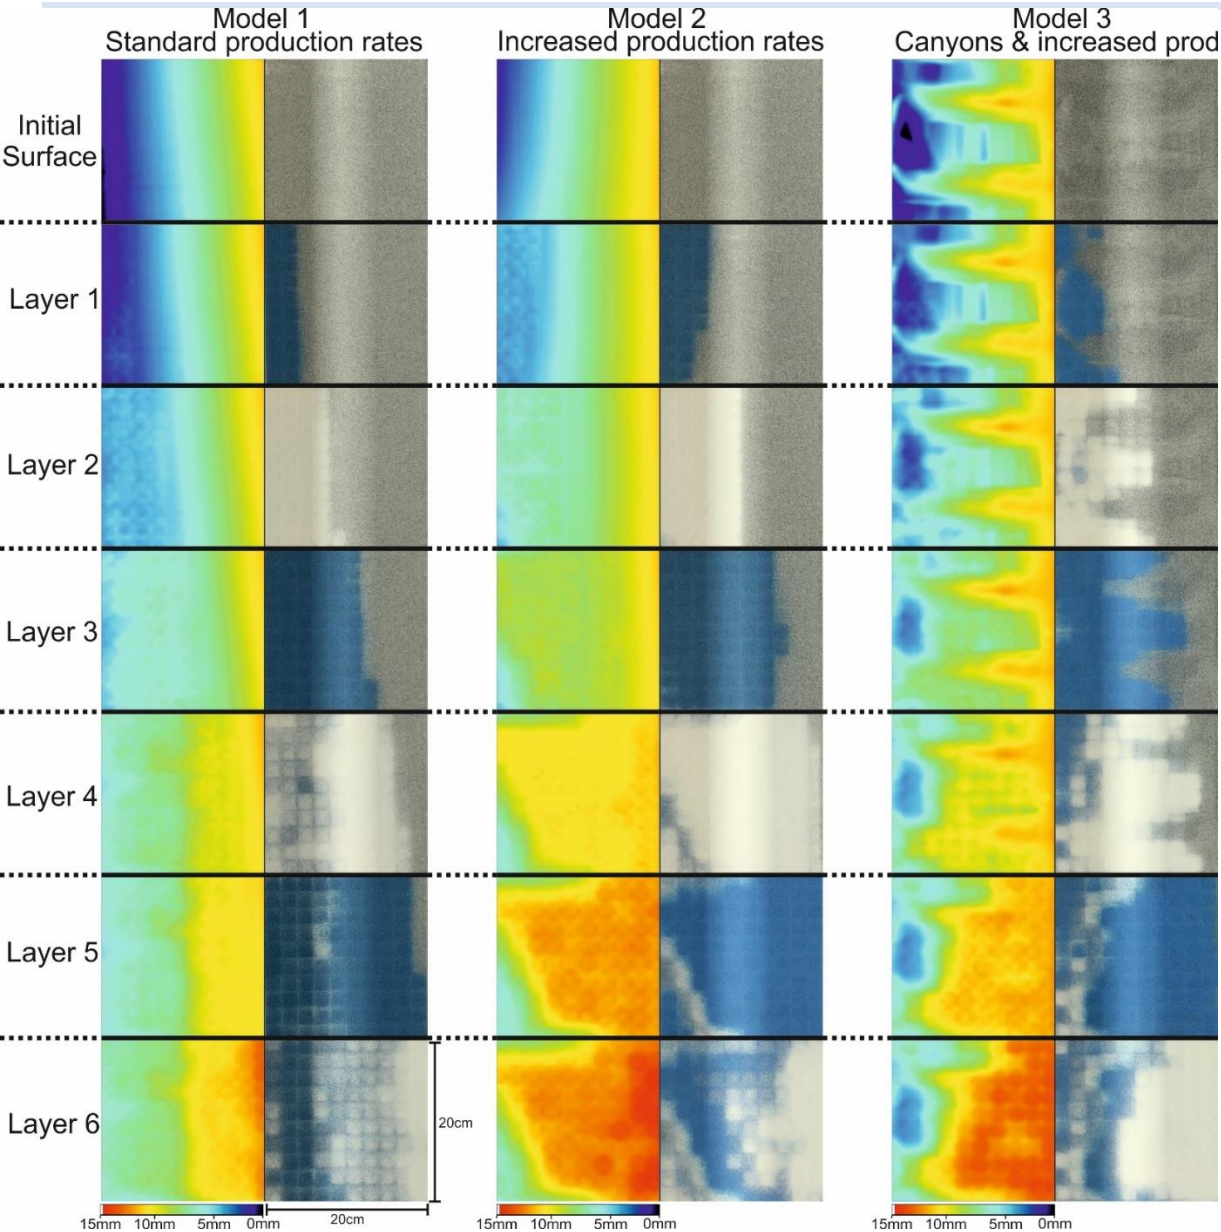 Model 1
Standard production rates
Model 2
Increased production rates
Model 3
Canyons & increased prod
Initial
Surface
Layer 1
Layer 2
Layer 3
Layer 4
Layer 5
Layer 6
20cm
15mm 10mm 5mm 0mm
20cm
15mm 10mm 5mm 0mm
15mm 10mm 5mm 0mm